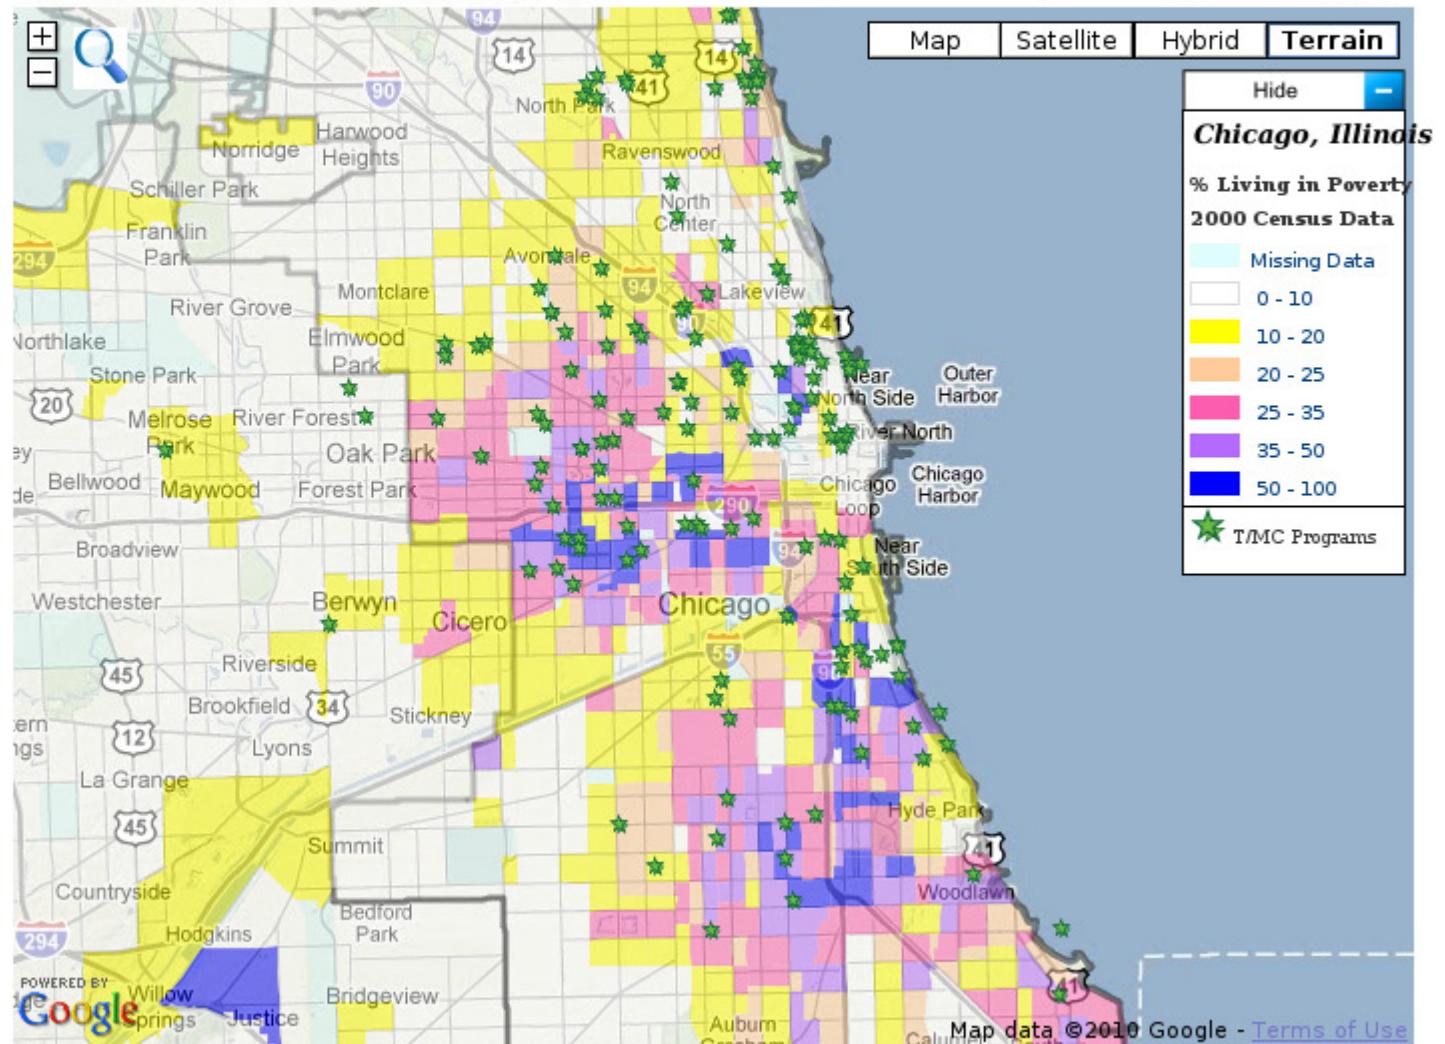 +
−
Map
Satellite
Hybrid
Terrain
Hide
−
Chicago, Illinois
% Living in Poverty
2000 Census Data
Missing Data
0 - 10
10 - 20
20 - 25
25 - 35
35 - 50
50 - 100
T/MC Programs
94
14
14
90
41
North Park
Harwood
Heights
Norridge
Ravenswood
Schiller Park
North
Center
Franklin
Park
294
Avondale
94
Montclare
Lakeview
River Grove
90
41
Northlake
Elmwood
Park
Stone Park
Near
North Side
Outer
Harbor
20
Melrose
Park
River Forest
River North
Oak Park
Bellwood
Maywood
Forest Park
Chicago
Loop
Chicago
Harbor
290
Broadview
94
Near
South Side
Westchester
Berwyn
Chicago
Cicero
55
Riverside
45
90
Brookfield
34
Stickney
12
Lyons
La Grange
Hyde Park
45
Summit
41
Countryside
Woodlawn
Bedford
Park
294
Hodgkins
POWERED BY
Google
Willow
Springs
Justice
Bridgeview
41
Auburn
Gresham
Map data ©2010 Google - Terms of Use